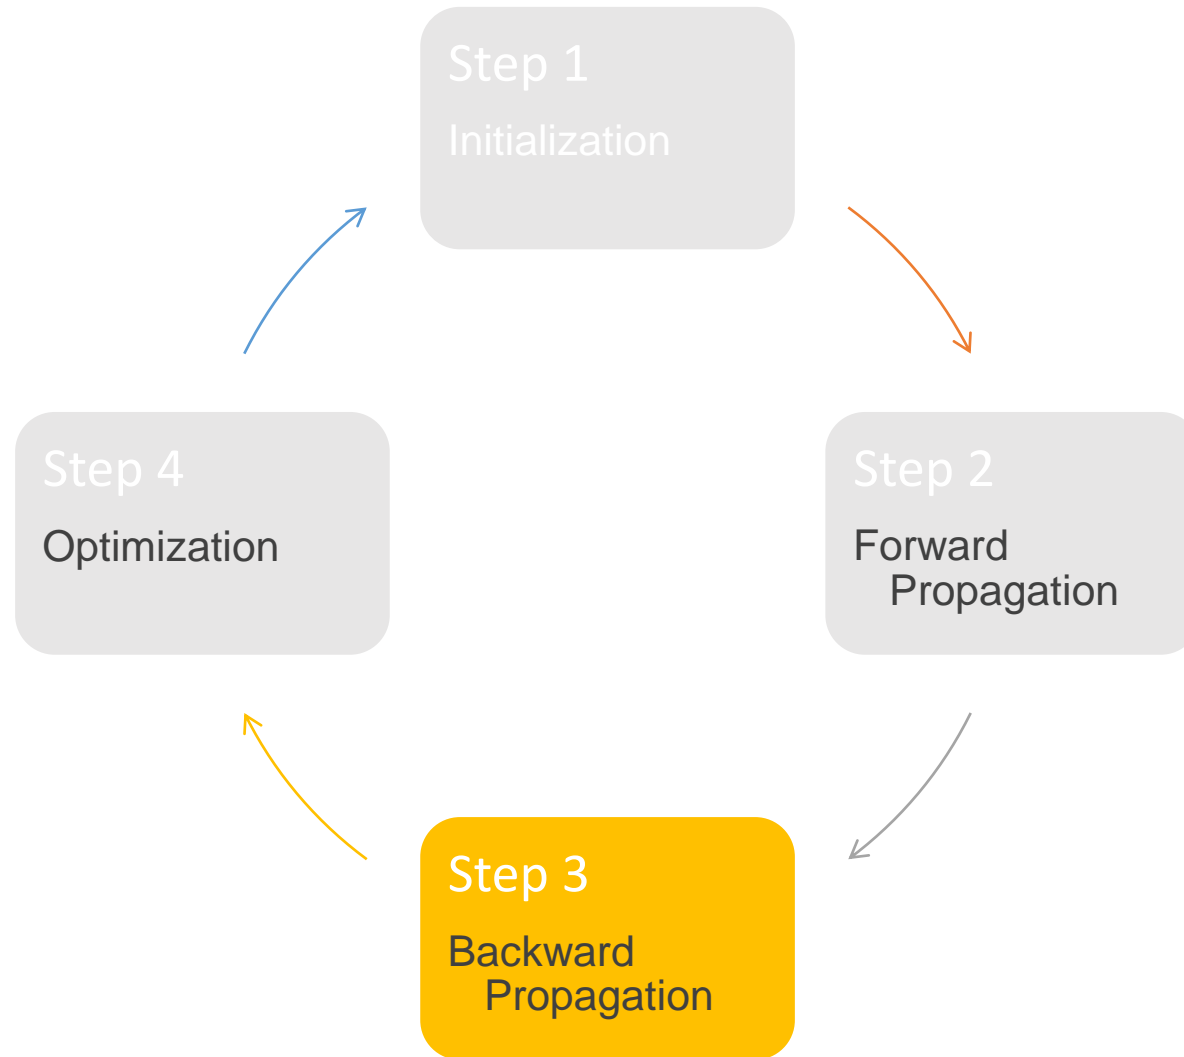 Step 1
Initialization
Step 2
Forward
Propagation
Step 3
Backward
Propagation
Step 4
Optimization